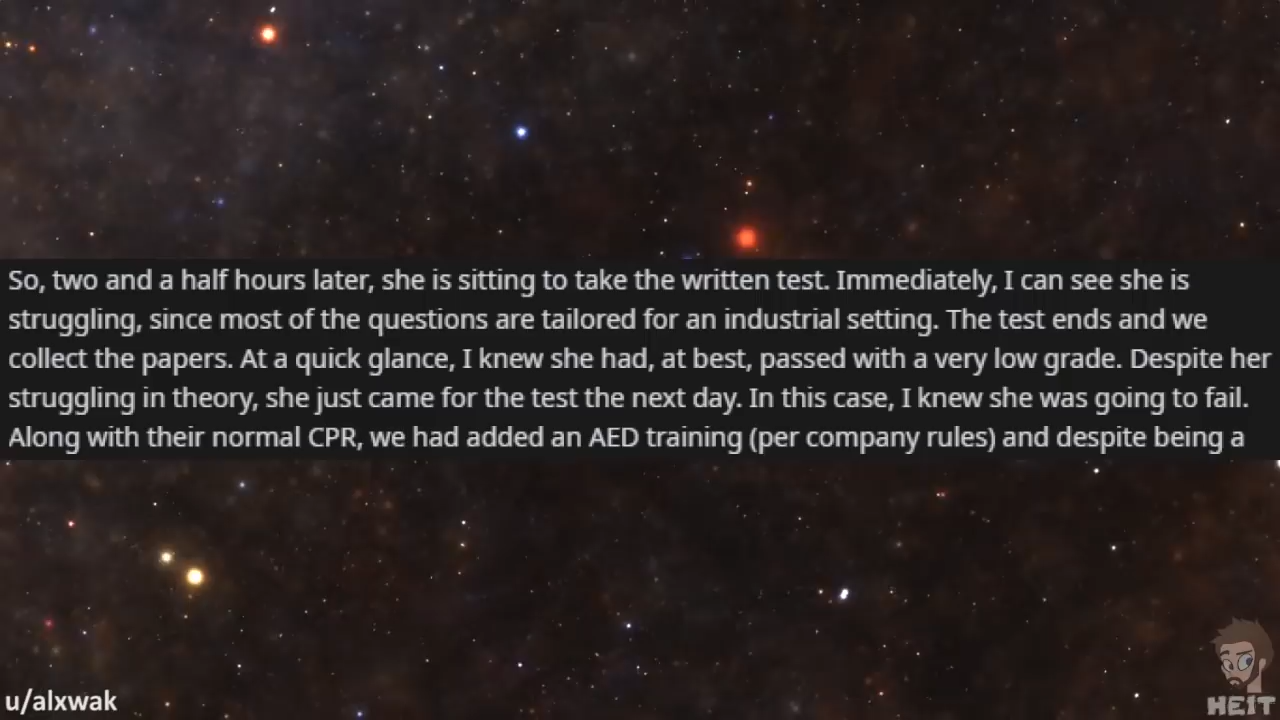 So, two and a half hours later, she is sitting to take the written test. Immediately, I can see she is
struggling, since most of the questions are tailored for an industrial setting. The test ends and we
collect the papers. At a quick glance, I knew she had, at best, passed with a very low grade. Despite her
struggling in theory, she just came for the test the next day. In this case, I knew she was going to fail.
Along with their normal CPR, we had added an AED training (per company rules) and despite being a
u/alxwak
HEIT